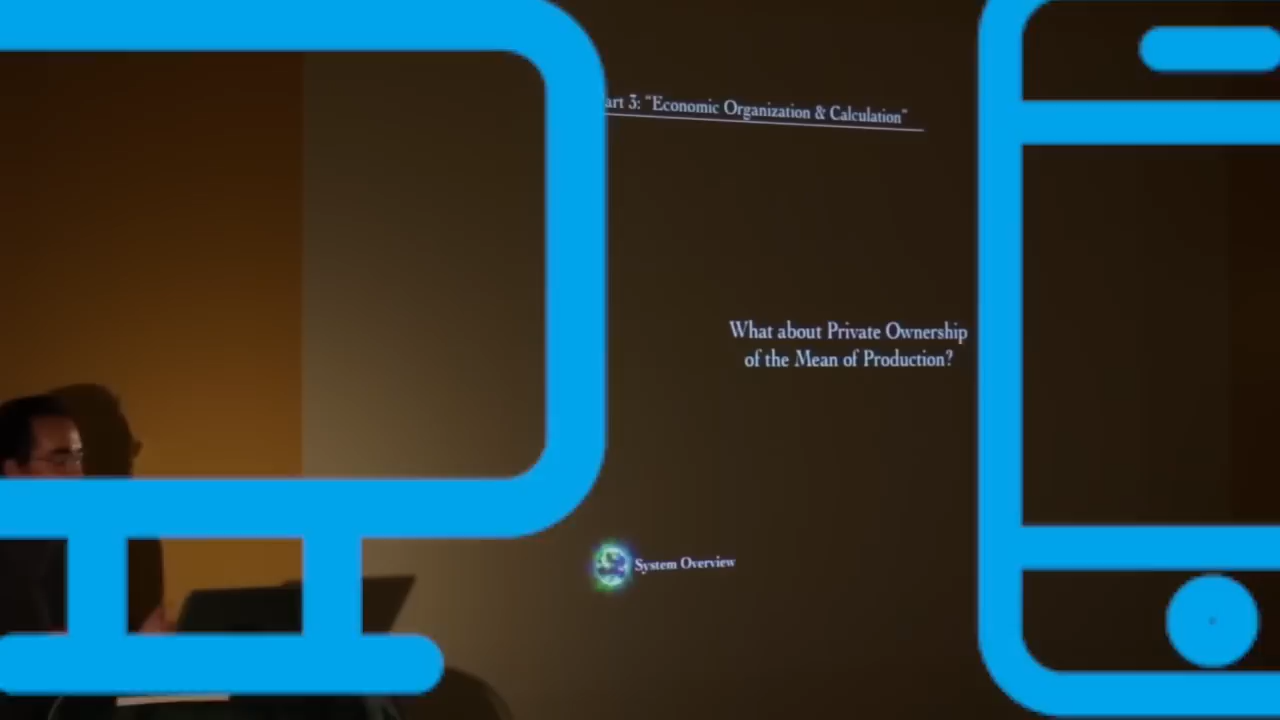 art 3: "Economic Organization & Calculation"
What about Private Ownership
of the Mean of Production?
System Overview